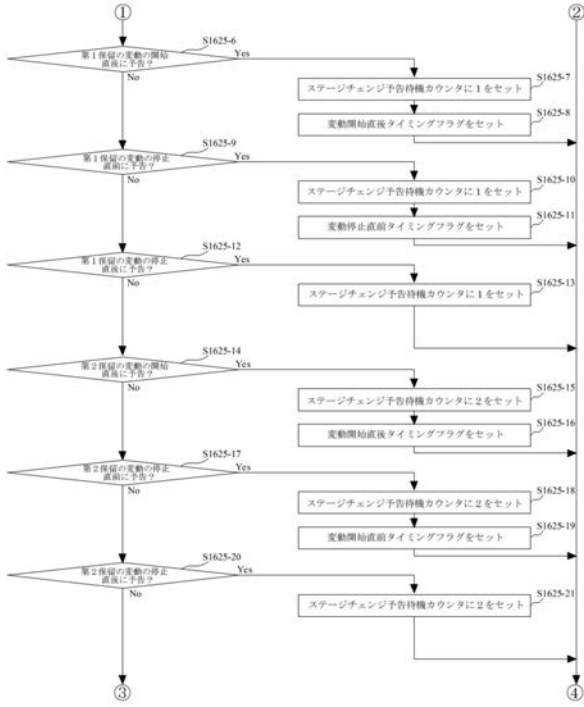 ①
②
S1625-6
第1保留の変動の開始
直後に予告？
Yes
No
S1625-7
ステージチェンジ予告待機カウンタに1をセット
S1625-8
変動開始直後タイミングフラグをセット
S1625-9
第1保留の変動の停止
直前に予告？
Yes
No
S1625-10
ステージチェンジ予告待機カウンタに1をセット
S1625-11
変動停止直前タイミングフラグをセット
S1625-12
第1保留の変動の停止
直後に予告？
Yes
No
S1625-13
ステージチェンジ予告待機カウンタに1をセット
S1625-14
第2保留の変動の開始
直後に予告？
Yes
No
S1625-15
ステージチェンジ予告待機カウンタに2をセット
S1625-16
変動開始直後タイミングフラグをセット
S1625-17
第2保留の変動の停止
直前に予告？
Yes
No
S1625-18
ステージチェンジ予告待機カウンタに2をセット
S1625-19
変動開始直前タイミングフラグをセット
S1625-20
第2保留の変動の停止
直後に予告？
Yes
No
S1625-21
ステージチェンジ予告待機カウンタに2をセット
③
④